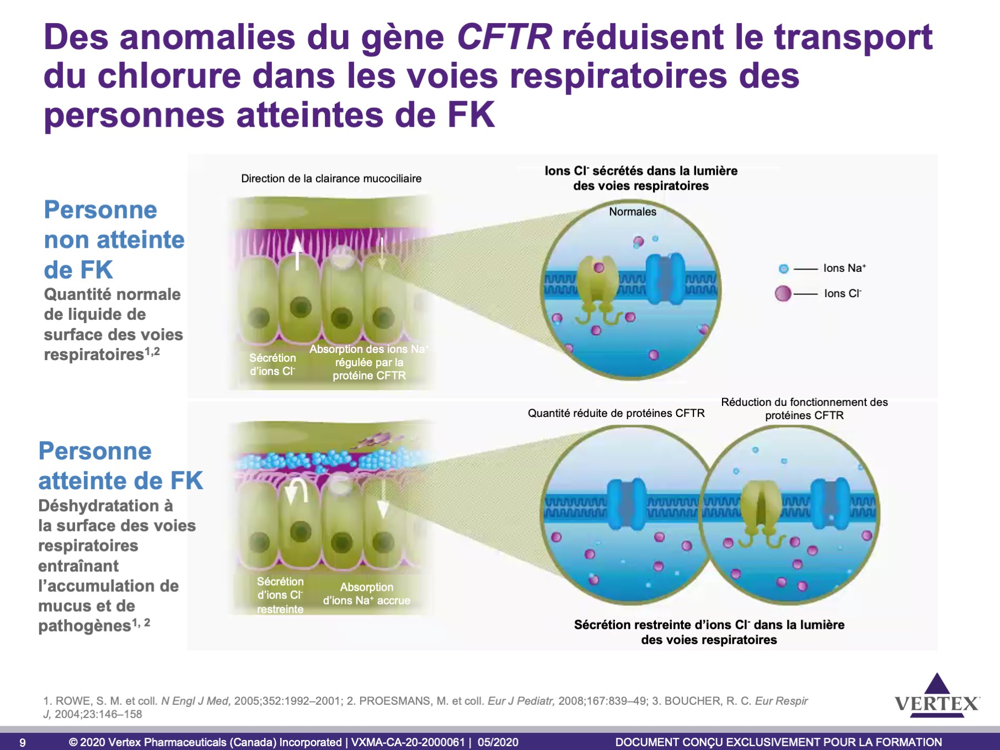 Des anomalies du gène CFTR réduisent le transport
du chlorure dans les voies respiratoires des
personnes atteintes de FK
Personne
non atteinte
de FK
Quantité normale
de liquide de
surface des voies
respiratoires1,2
Direction de la clairance mucociliaire
Sécrétion
d’ions Cl-
Absorption des ions Na+
régulée par la
protéine CFTR
Ions Cl- sécrétés dans la lumière
des voies respiratoires
Normales
Ions Na+
Ions Cl-
Personne
atteinte de FK
Déshydratation à
la surface des voies
respiratoires
entraînant
l’accumulation de
mucus et de
pathogènes1, 2
Sécrétion
d’ions Cl-
restreinte
Absorption
d’ions Na+ accrue
Quantité réduite de protéines CFTR
Réduction du fonctionnement des
protéines CFTR
Sécrétion restreinte d’ions Cl- dans la lumière
des voies respiratoires
1. ROWE, S. M. et coll. N Engl J Med, 2005;352:1992–2001; 2. PROESMANS, M. et coll. Eur J Pediatr, 2008;167:839–49; 3. BOUCHER, R. C. Eur Respir
J, 2004;23:146–158
VERTEX
9
© 2020 Vertex Pharmaceuticals (Canada) Incorporated | VXMA-CA-20-2000061 | 05/2020
DOCUMENT CONÇU EXCLUSIVEMENT POUR LA FORMATION